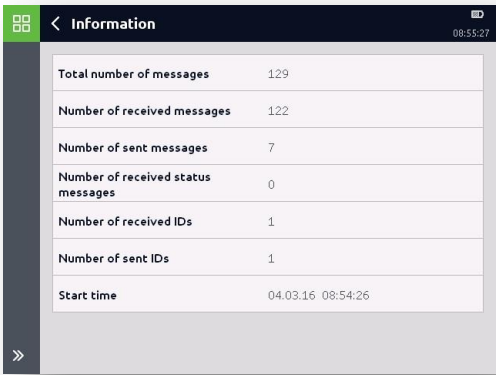 Information
08:55:27
Total number of messages 129
Number of received messages 122
Number of sent messages 7
Number of received status
messages 0
Number of received IDs 1
Number of sent IDs 1
Start time 04.03.16 08:54:26